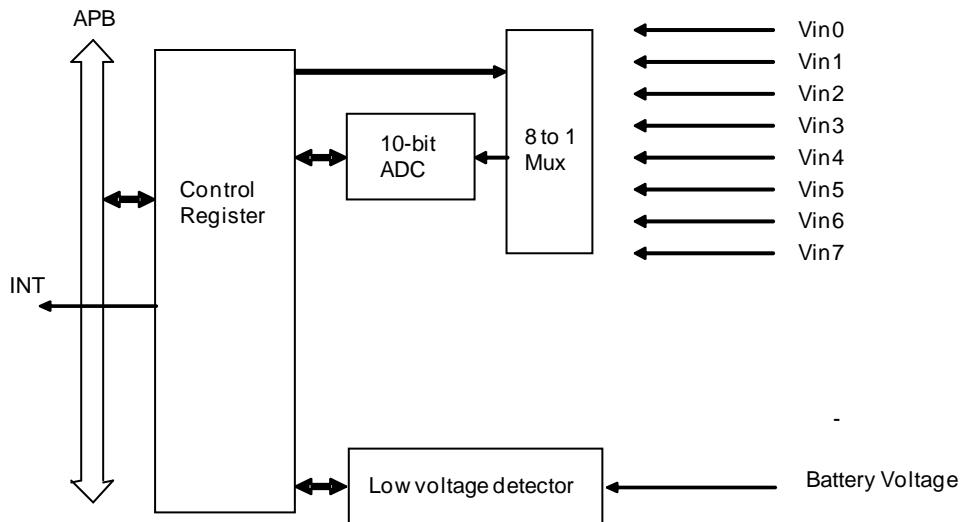 APB
Vin0
Vin1
Vin2
Vin3
Vin4
Vin5
Vin6
Vin7
10-bit
ADC
8 to 1
Mux
Control
Register
INT
-
Low voltage detector
Battery Voltage